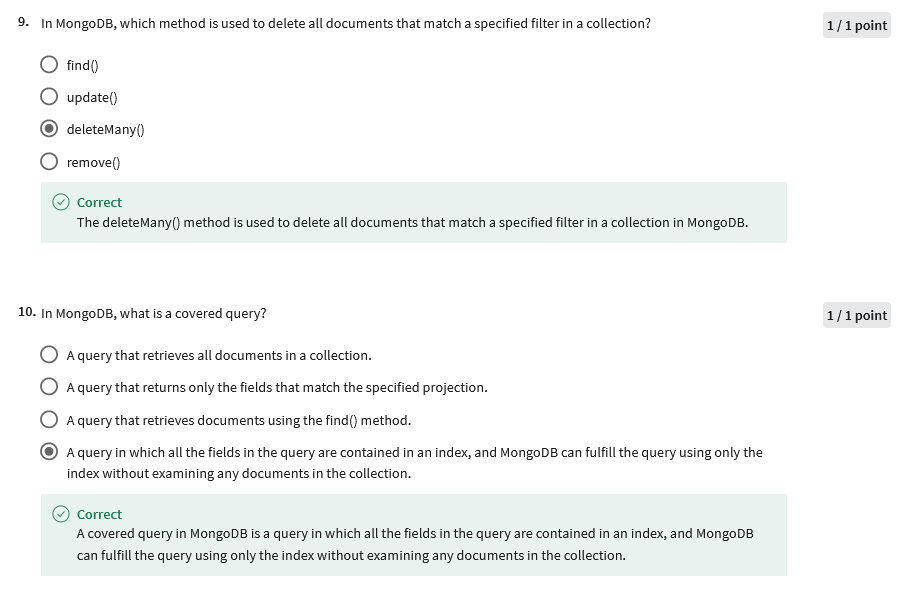 9. In MongoDB, which method is used to delete all documents that match a specified filter in a collection?
1 / 1 point
find()
update()
deleteMany()
remove()
Correct
The deleteMany() method is used to delete all documents that match a specified filter in a collection in MongoDB.
10. In MongoDB, what is a covered query?
1 / 1 point
A query that retrieves all documents in a collection.
A query that returns only the fields that match the specified projection.
A query that retrieves documents using the find() method.
A query in which all the fields in the query are contained in an index, and MongoDB can fulfill the query using only the
index without examining any documents in the collection.
Correct
A covered query in MongoDB is a query in which all the fields in the query are contained in an index, and MongoDB
can fulfill the query using only the index without examining any documents in the collection.